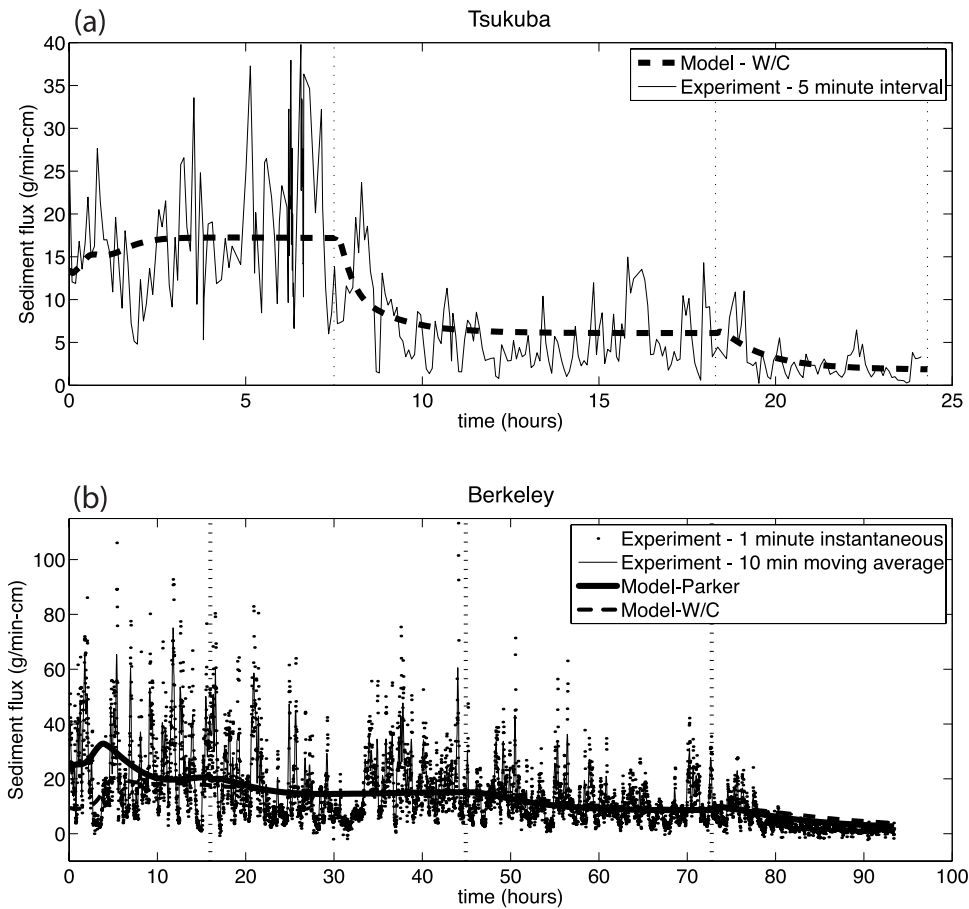 (a)
Tsukuba
40
35
30
25
20
15
10
5
0
Sediment flux (g/min-cm)
Model - W/C
Experiment - 5 minute interval
0 5 10 15 20 25
time (hours)
(b)
Berkeley
100
80
60
40
20
0
Sediment flux (g/min-cm)
Experiment - 1 minute instantaneous
Experiment - 10 min moving average
Model-Parker
Model-W/C
0 10 20 30 40 50 60 70 80 90 100
time (hours)